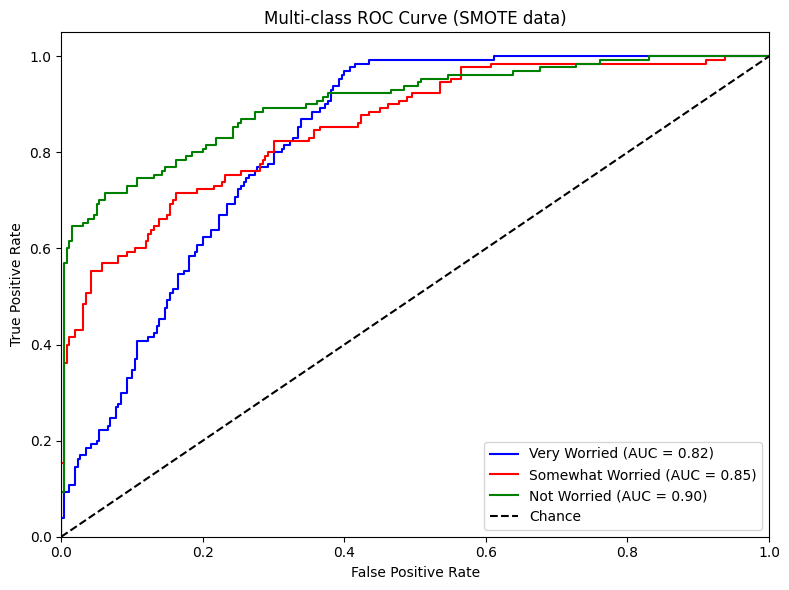 Multi-class ROC Curve (SMOTE data)
True Positive Rate
1.0
0.8
0.6
0.4
0.2
0.0
0.0 0.2 0.4 0.6 0.8 1.0
False Positive Rate
Very Worried (AUC = 0.82)
Somewhat Worried (AUC = 0.85)
Not Worried (AUC = 0.90)
Chance